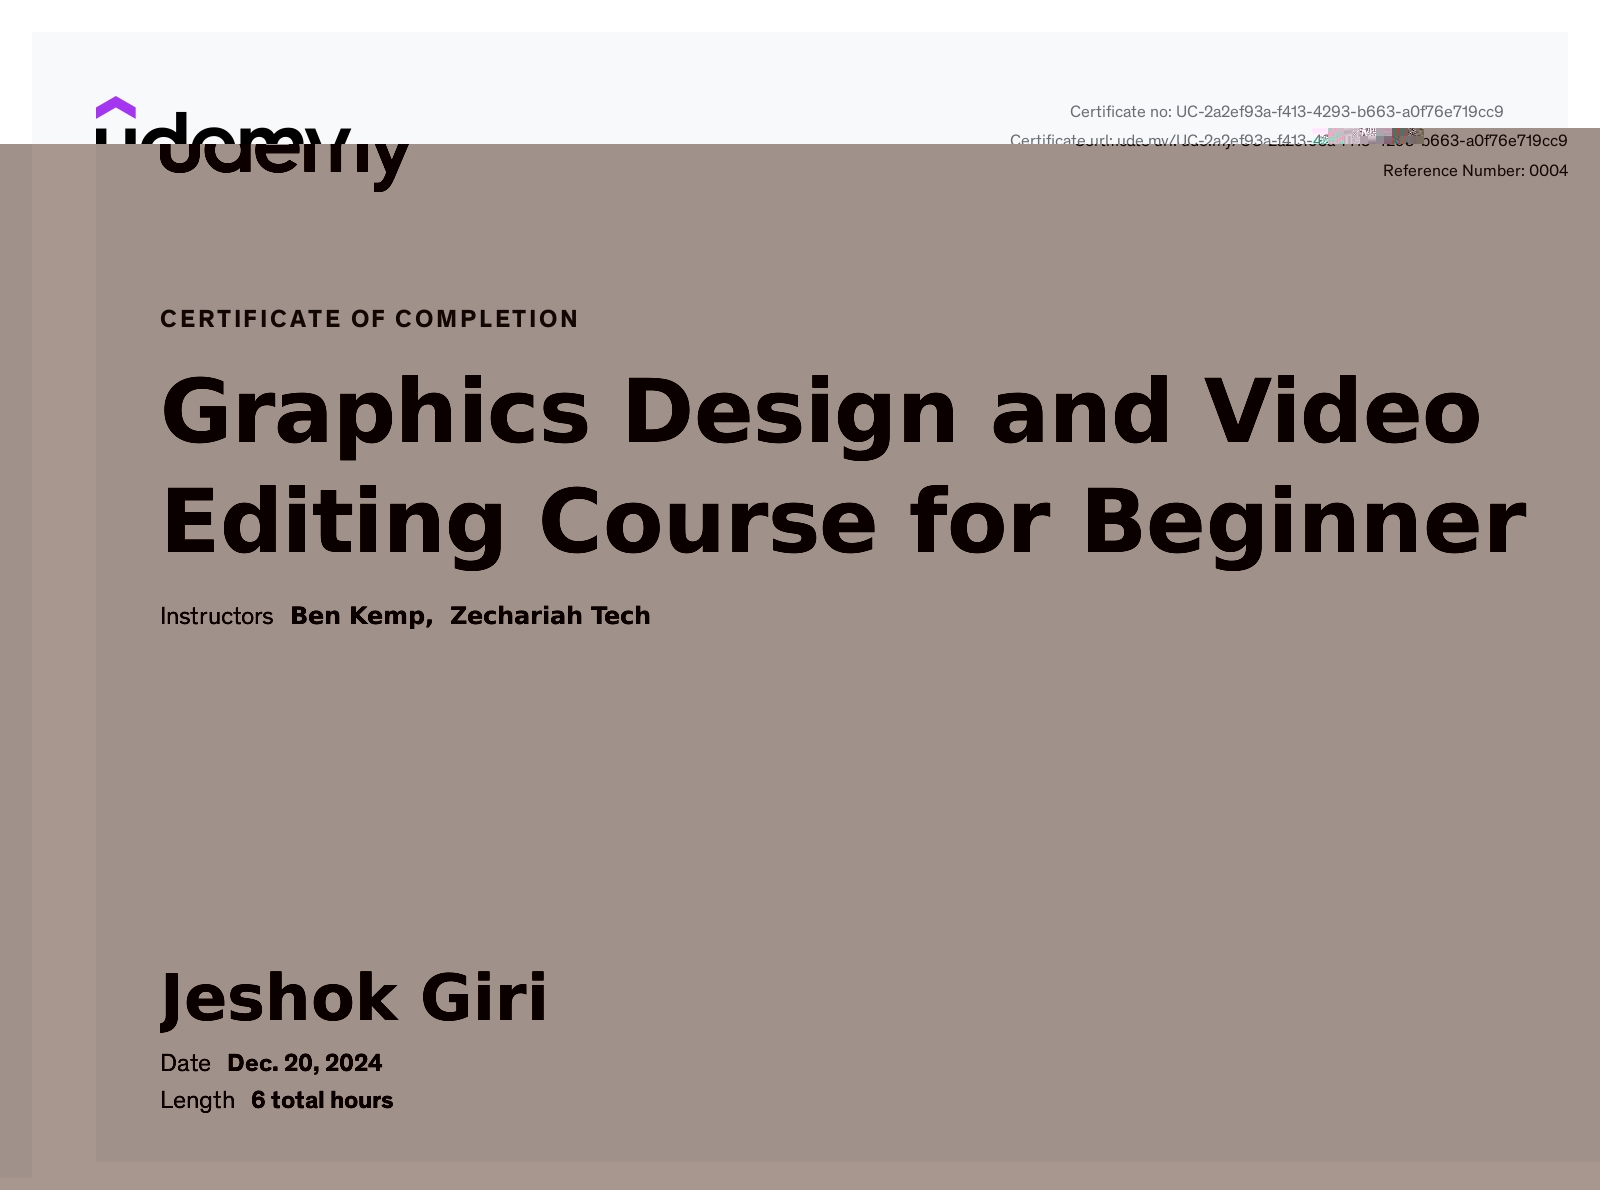 udemy
Certificate no: UC-2a2ef93a-f413-4293-b663-a0f76e719cc9
Certificate url: ude.my/UC-2a2ef93a-f413-4293-b663-a0f76e719cc9
Reference Number: 0004
CERTIFICATE OF COMPLETION
Graphics Design and Video
Editing Course for Beginner
Instructors Ben Kemp, Zechariah Tech
Jeshok Giri
Date Dec. 20, 2024
Length 6 total hours